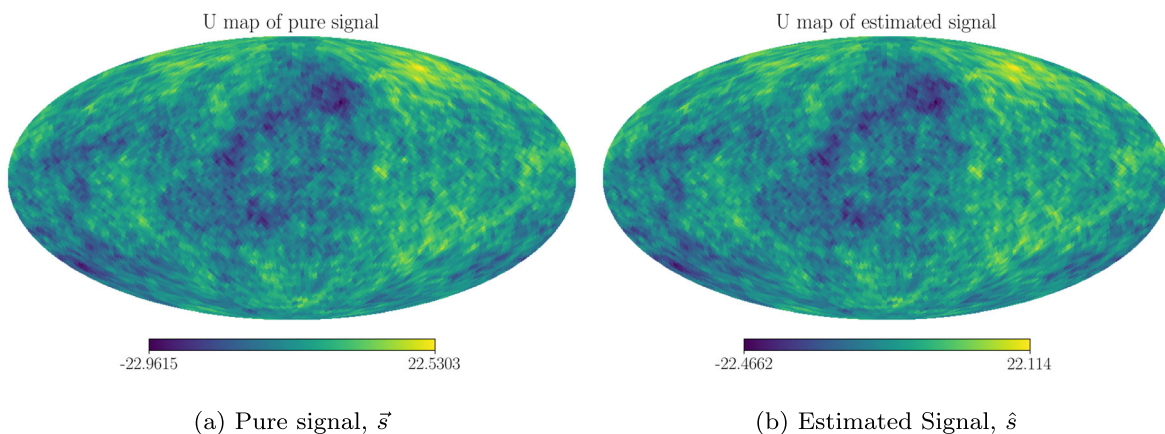 U map of pure signal
U map of estimated signal
-22.9615 22.5303
-22.4662 22.114
(a) Pure signal, s⃗
(b) Estimated Signal, ŝ